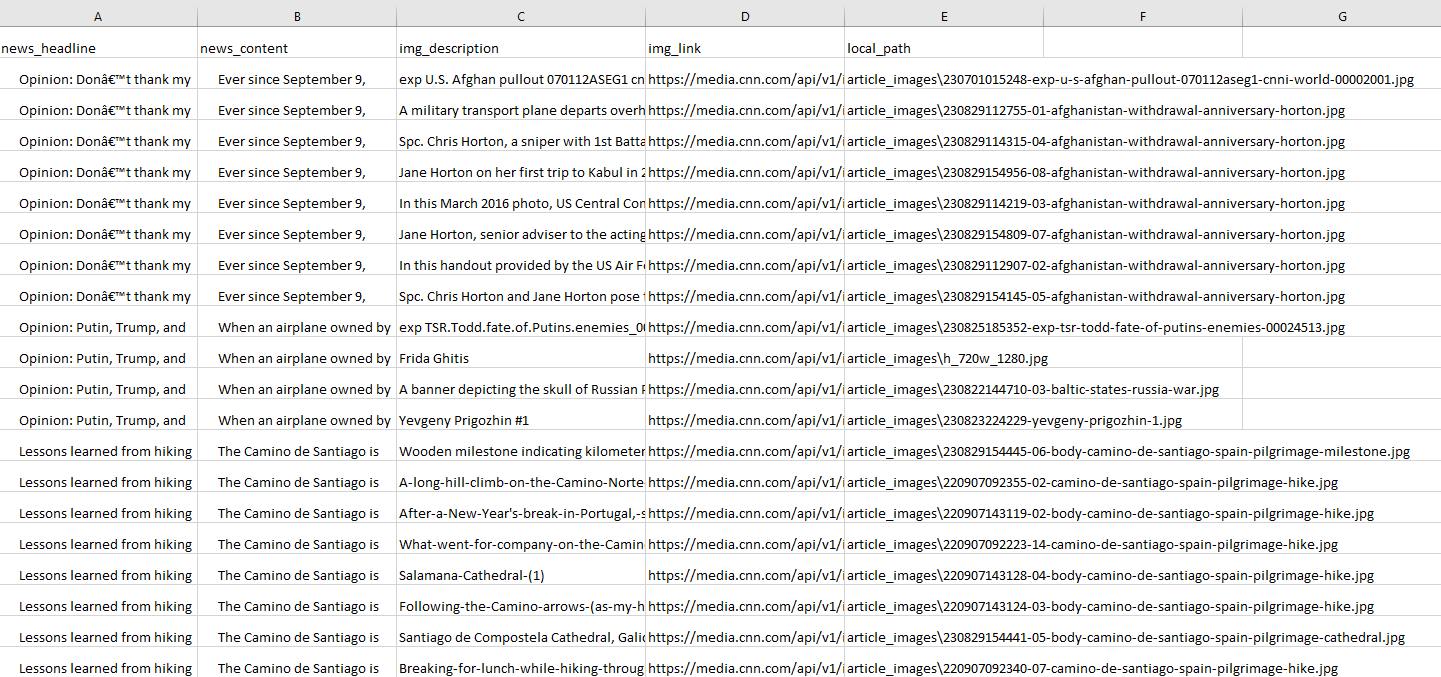 A B C D E F G
news_headline news_content img_description img_link local_path
Opinion: Donâ€™t thank my Ever since September 9, exp U.S. Afghan pullout 070112ASEG1 cn https://media.cnn.com/api/v1/i article_images\230701015248-exp-u-s-afghan-pullout-070112aseg1-cnni-world-00002001.jpg
Opinion: Donâ€™t thank my Ever since September 9, A military transport plane departs overh https://media.cnn.com/api/v1/i article_images\230829112755-01-afghanistan-withdrawal-anniversary-horton.jpg
Opinion: Donâ€™t thank my Ever since September 9, Spc. Chris Horton, a sniper with 1st Batta https://media.cnn.com/api/v1/i article_images\230829114315-04-afghanistan-withdrawal-anniversary-horton.jpg
Opinion: Donâ€™t thank my Ever since September 9, Jane Horton on her first trip to Kabul in 2 https://media.cnn.com/api/v1/i article_images\230829154956-08-afghanistan-withdrawal-anniversary-horton.jpg
Opinion: Donâ€™t thank my Ever since September 9, In this March 2016 photo, US Central Com https://media.cnn.com/api/v1/i article_images\230829114219-03-afghanistan-withdrawal-anniversary-horton.jpg
Opinion: Donâ€™t thank my Ever since September 9, Jane Horton, senior adviser to the acting https://media.cnn.com/api/v1/i article_images\230829154809-07-afghanistan-withdrawal-anniversary-horton.jpg
Opinion: Donâ€™t thank my Ever since September 9, In this handout provided by the US Air Fo https://media.cnn.com/api/v1/i article_images\230829112907-02-afghanistan-withdrawal-anniversary-horton.jpg
Opinion: Donâ€™t thank my Ever since September 9, Spc. Chris Horton and Jane Horton pose f https://media.cnn.com/api/v1/i article_images\230829154145-05-afghanistan-withdrawal-anniversary-horton.jpg
Opinion: Putin, Trump, and When an airplane owned by exp TSR.Todd.fate.of.Putins.enemies_00 https://media.cnn.com/api/v1/i article_images\230825185352-exp-tsr-todd-fate-of-putins-enemies-00024513.jpg
Opinion: Putin, Trump, and When an airplane owned by Frida Ghitis https://media.cnn.com/api/v1/i article_images\h_720w_1280.jpg
Opinion: Putin, Trump, and When an airplane owned by A banner depicting the skull of Russian P https://media.cnn.com/api/v1/i article_images\230822144710-03-baltic-states-russia-war.jpg
Opinion: Putin, Trump, and When an airplane owned by Yevgeny Prigozhin #1 https://media.cnn.com/api/v1/i article_images\230823224229-yevgeny-prigozhin-1.jpg
Lessons learned from hiking The Camino de Santiago is Wooden milestone indicating kilometer https://media.cnn.com/api/v1/i article_images\230829154445-06-body-camino-de-santiago-spain-pilgrimage-milestone.jpg
Lessons learned from hiking The Camino de Santiago is A-long-hill-climb-on-the-Camino-Norte https://media.cnn.com/api/v1/i article_images\220907092355-02-camino-de-santiago-spain-pilgrimage-hike.jpg
Lessons learned from hiking The Camino de Santiago is After-a-New-Year's-break-in-Portugal,-s https://media.cnn.com/api/v1/i article_images\220907143119-02-body-camino-de-santiago-spain-pilgrimage-hike.jpg
Lessons learned from hiking The Camino de Santiago is What-went-for-company-on-the-Camin https://media.cnn.com/api/v1/i article_images\220907092223-14-camino-de-santiago-spain-pilgrimage-hike.jpg
Lessons learned from hiking The Camino de Santiago is Salamana-Cathedral-(1) https://media.cnn.com/api/v1/i article_images\220907143128-04-body-camino-de-santiago-spain-pilgrimage-hike.jpg
Lessons learned from hiking The Camino de Santiago is Following-the-Camino-arrows-(as-my-h https://media.cnn.com/api/v1/i article_images\220907143124-03-body-camino-de-santiago-spain-pilgrimage-hike.jpg
Lessons learned from hiking The Camino de Santiago is Santiago de Compostela Cathedral, Galic https://media.cnn.com/api/v1/i article_images\230829154441-05-body-camino-de-santiago-spain-pilgrimage-cathedral.jpg
Lessons learned from hiking The Camino de Santiago is Breaking-for-lunch-while-hiking-throug https://media.cnn.com/api/v1/i article_images\220907092340-07-camino-de-santiago-spain-pilgrimage-hike.jpg